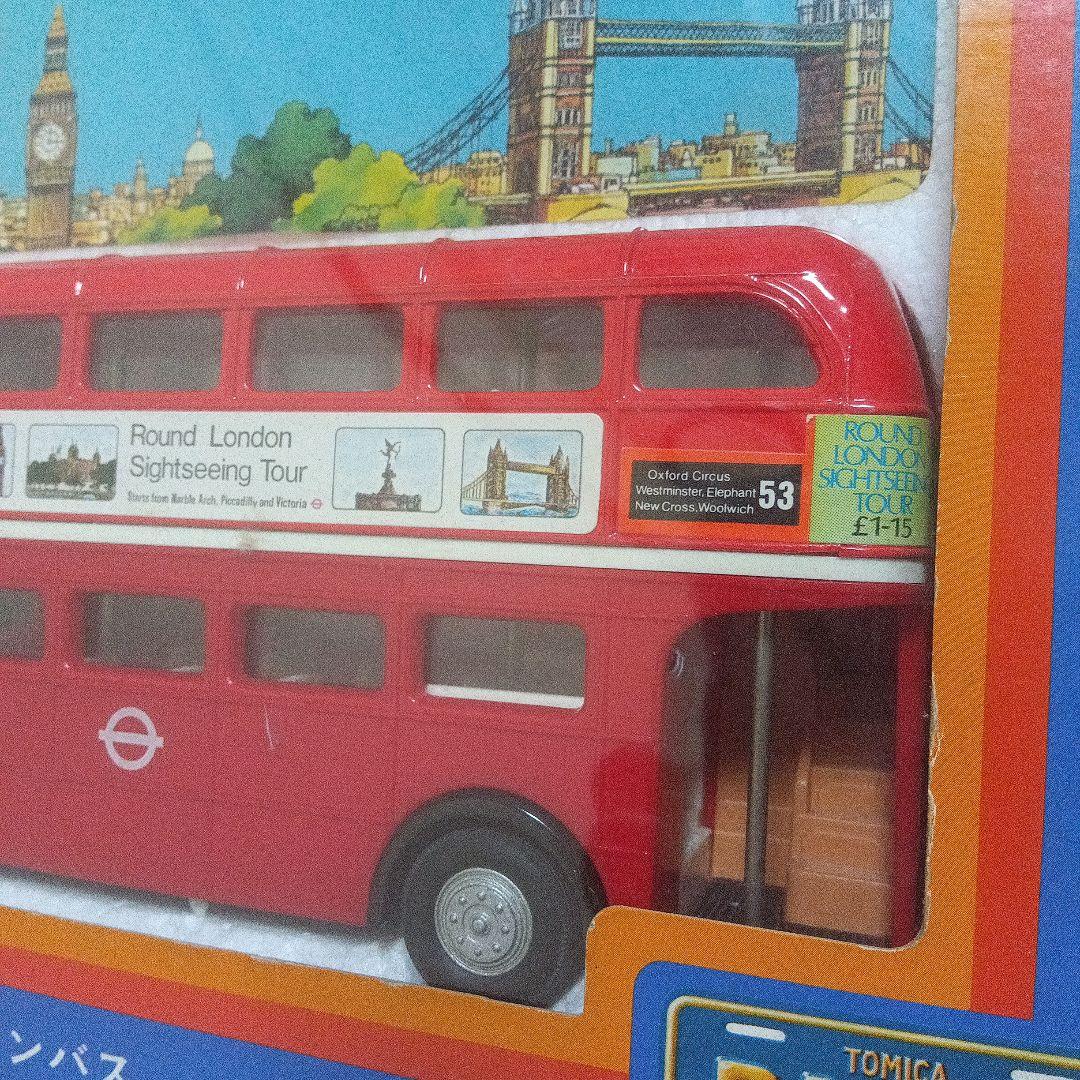 Round London
Sightseeing Tour
Starts from Marble Arch, Piccadilly and Victoria
Oxford Circus
Westminster, Elephant
New Cross, Woolwich
53
ROUND
LONDON
SIGHTSEEIN
TOUR
£1-15
ンバス
TOMICA